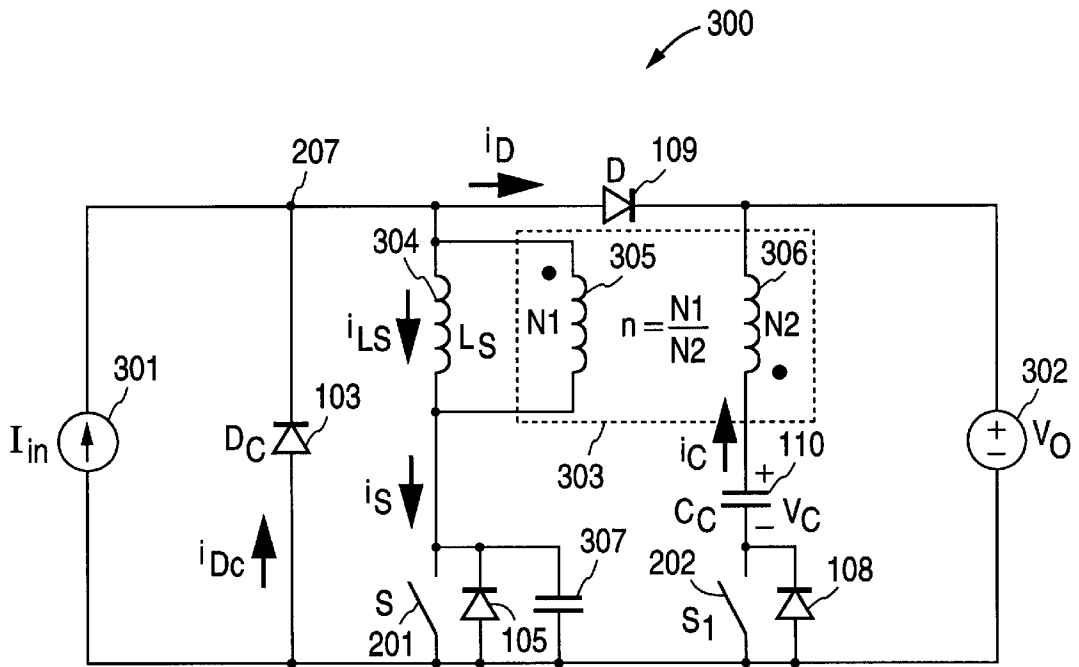 300
207
i_D
D
109
304
305
306
i_LS
L_S
N1
n = N1/N2
N2
301
I_in
103
D_C
302
V_O
303
i_C
110
i_S
C_C
+
V_C
−
307
i_Dc
S
201
105
202
S_1
108
+
−